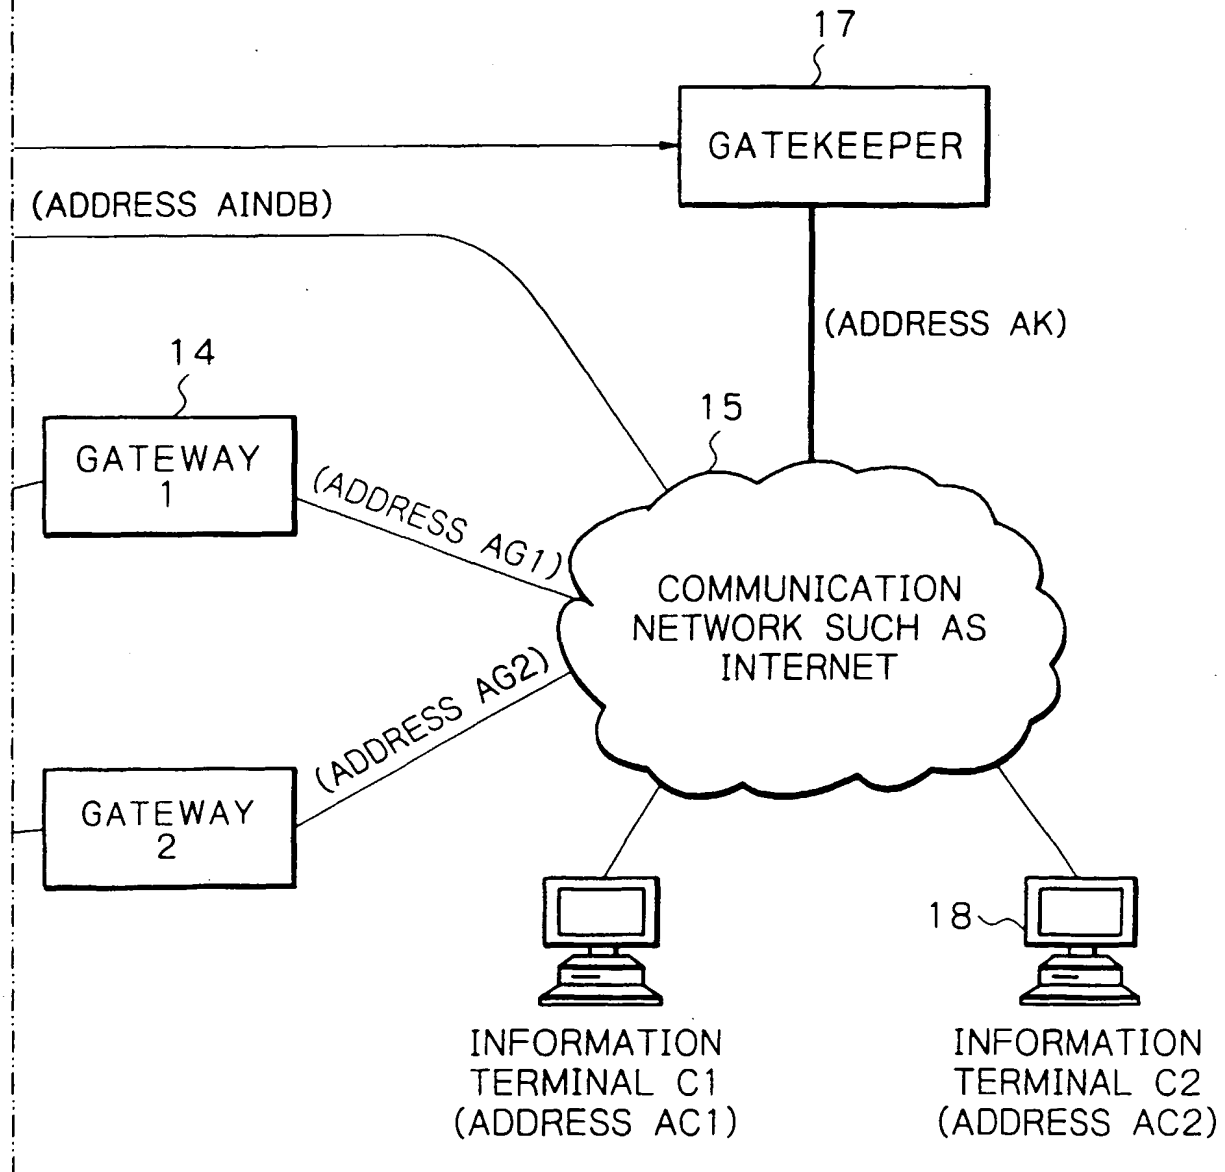 17
GATEKEEPER
(ADDRESS AINDB)
(ADDRESS AK)
14
15
GATEWAY
1
(ADDRESS AG1)
COMMUNICATION
NETWORK SUCH AS
INTERNET
(ADDRESS AG2)
GATEWAY
2
18
INFORMATION
TERMINAL C1
(ADDRESS AC1)
INFORMATION
TERMINAL C2
(ADDRESS AC2)